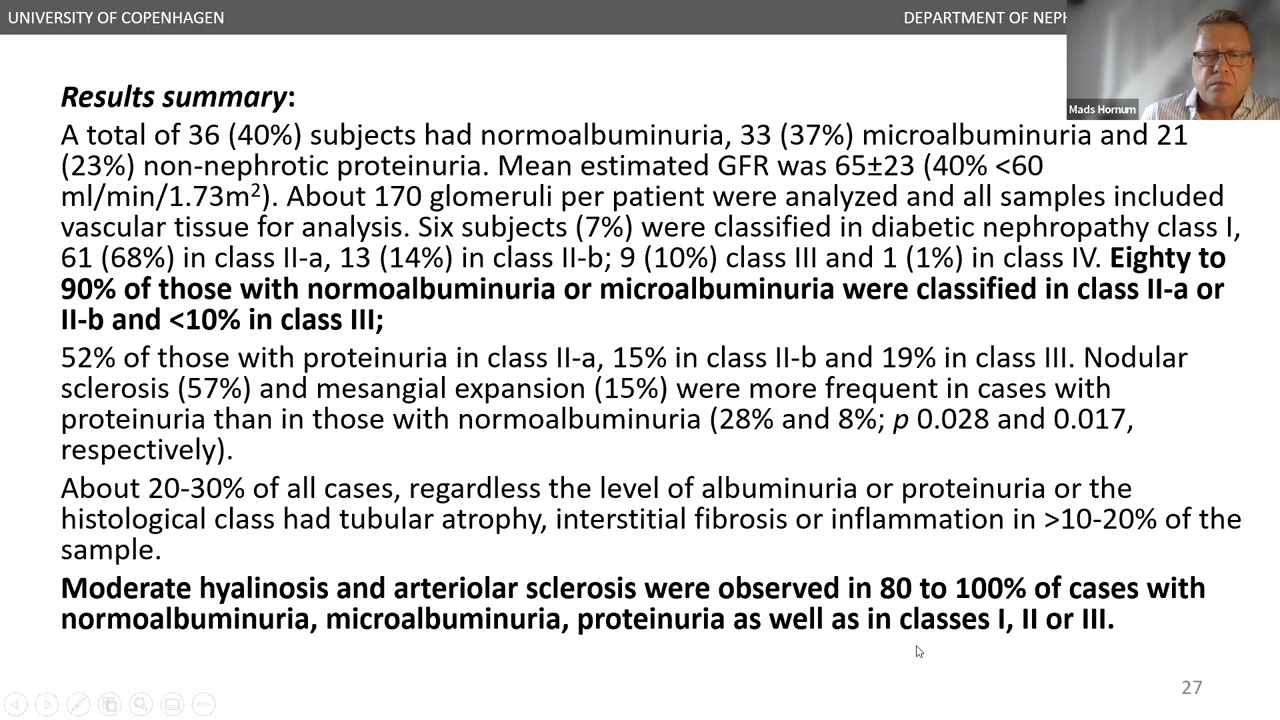 UNIVERSITY OF COPENHAGEN
DEPARTMENT OF
Mads Hornum
Results summary:
A total of 36 (40%) subjects had normoalbuminuria, 33 (37%) microalbuminuria and 21
(23%) non-nephrotic proteinuria. Mean estimated GFR was 65±23 (40% <60
ml/min/1.73m²). About 170 glomeruli per patient were analyzed and all samples included
vascular tissue for analysis. Six subjects (7%) were classified in diabetic nephropathy class I,
61 (68%) in class II-a, 13 (14%) in class II-b; 9 (10%) class III and 1 (1%) in class IV. Eighty to
90% of those with normoalbuminuria or microalbuminuria were classified in class II-a or
II-b and <10% in class III;
52% of those with proteinuria in class II-a, 15% in class II-b and 19% in class III. Nodular
sclerosis (57%) and mesangial expansion (15%) were more frequent in cases with
proteinuria than in those with normoalbuminuria (28% and 8%; p 0.028 and 0.017,
respectively).
About 20-30% of all cases, regardless the level of albuminuria or proteinuria or the
histological class had tubular atrophy, interstitial fibrosis or inflammation in >10-20% of the
sample.
Moderate hyalinosis and arteriolar sclerosis were observed in 80 to 100% of cases with
normoalbuminuria, microalbuminuria, proteinuria as well as in classes I, II or III.
27